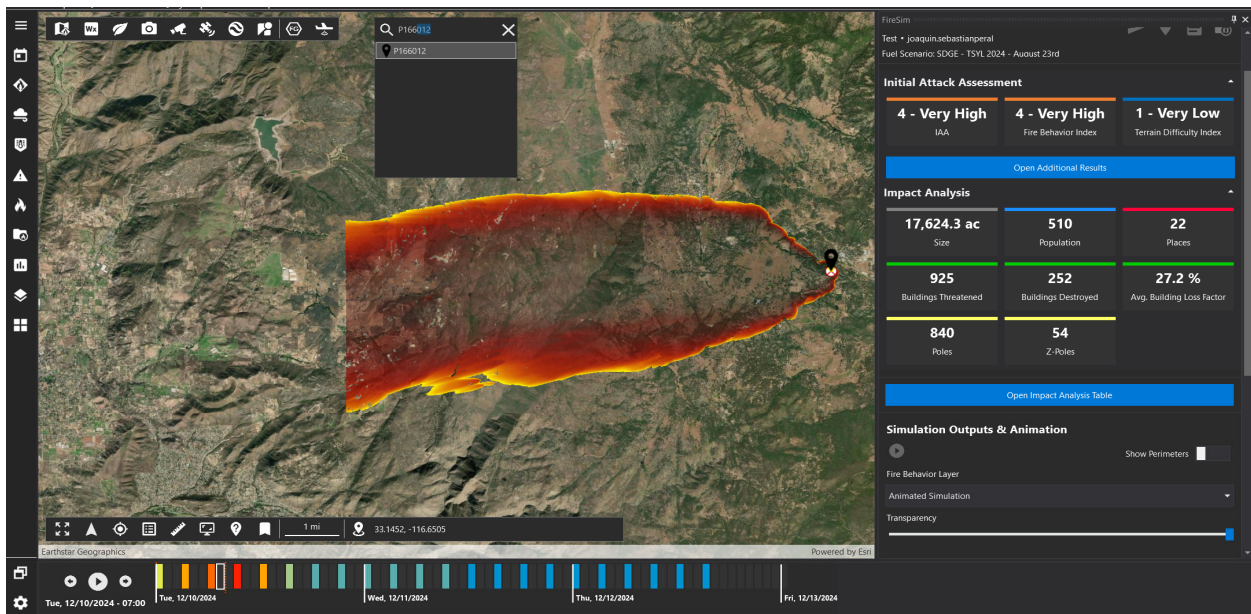 Wx
FG
P166012
P166012
FireSim
Test • joaquin.sebastianperal
Fuel Scenario: SDGE - TSYL 2024 - August 23rd
Initial Attack Assessment
4 - Very High
IAA
4 - Very High
Fire Behavior Index
1 - Very Low
Terrain Difficulty Index
Open Additional Results
Impact Analysis
17,624.3 ac
Size
510
Population
22
Places
925
Buildings Threatened
252
Buildings Destroyed
27.2 %
Avg. Building Loss Factor
840
Poles
54
Z-Poles
Open Impact Analysis Table
Simulation Outputs & Animation
Show Perimeters
Fire Behavior Layer
Animated Simulation
Transparency
1 mi
33.1452, -116.6505
Earthstar Geographics
Powered by Esri
Tue, 12/10/2024 - 07:00
Tue, 12/10/2024
Wed, 12/11/2024
Thu, 12/12/2024
Fri, 12/13/2024